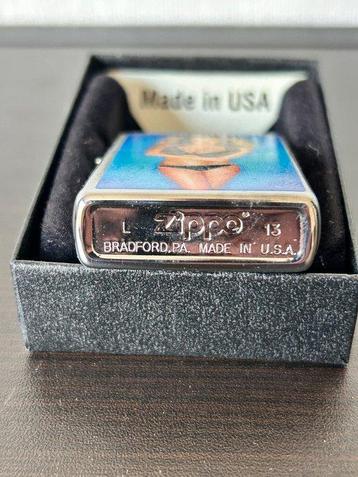 Made in USA
L Zippo® 13
BRADFORD, PA. MADE IN U.S.A.